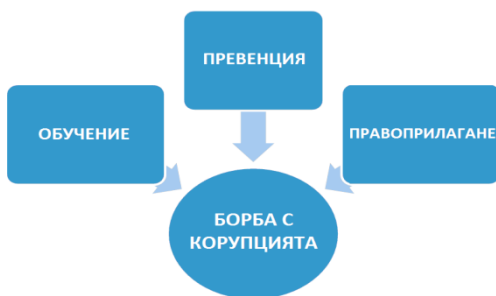 ПРЕВЕНЦИЯ
ОБУЧЕНИЕ
ПРАВОПРИЛАГАНЕ
БОРБА С
КОРУПЦИЯТА